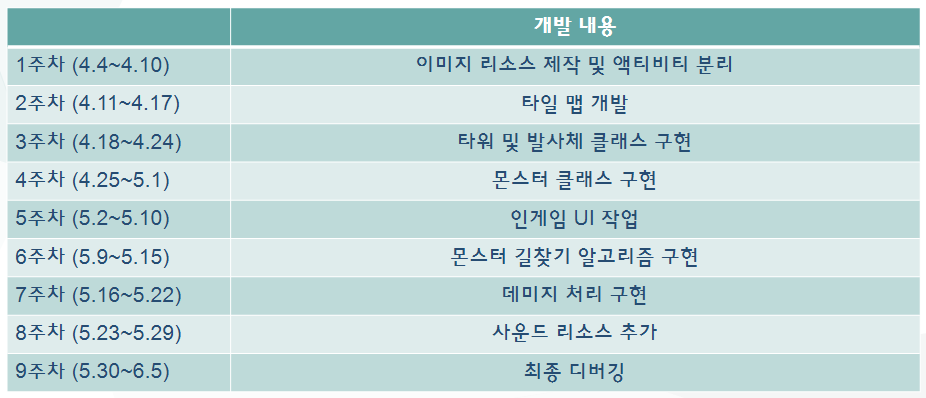 개발 내용
1주차 (4.4~4.10) 이미지 리소스 제작 및 액티비티 분리
2주차 (4.11~4.17) 타일 맵 개발
3주차 (4.18~4.24) 타워 및 발사체 클래스 구현
4주차 (4.25~5.1) 몬스터 클래스 구현
5주차 (5.2~5.10) 인게임 UI 작업
6주차 (5.9~5.15) 몬스터 길찾기 알고리즘 구현
7주차 (5.16~5.22) 데미지 처리 구현
8주차 (5.23~5.29) 사운드 리소스 추가
9주차 (5.30~6.5) 최종 디버깅